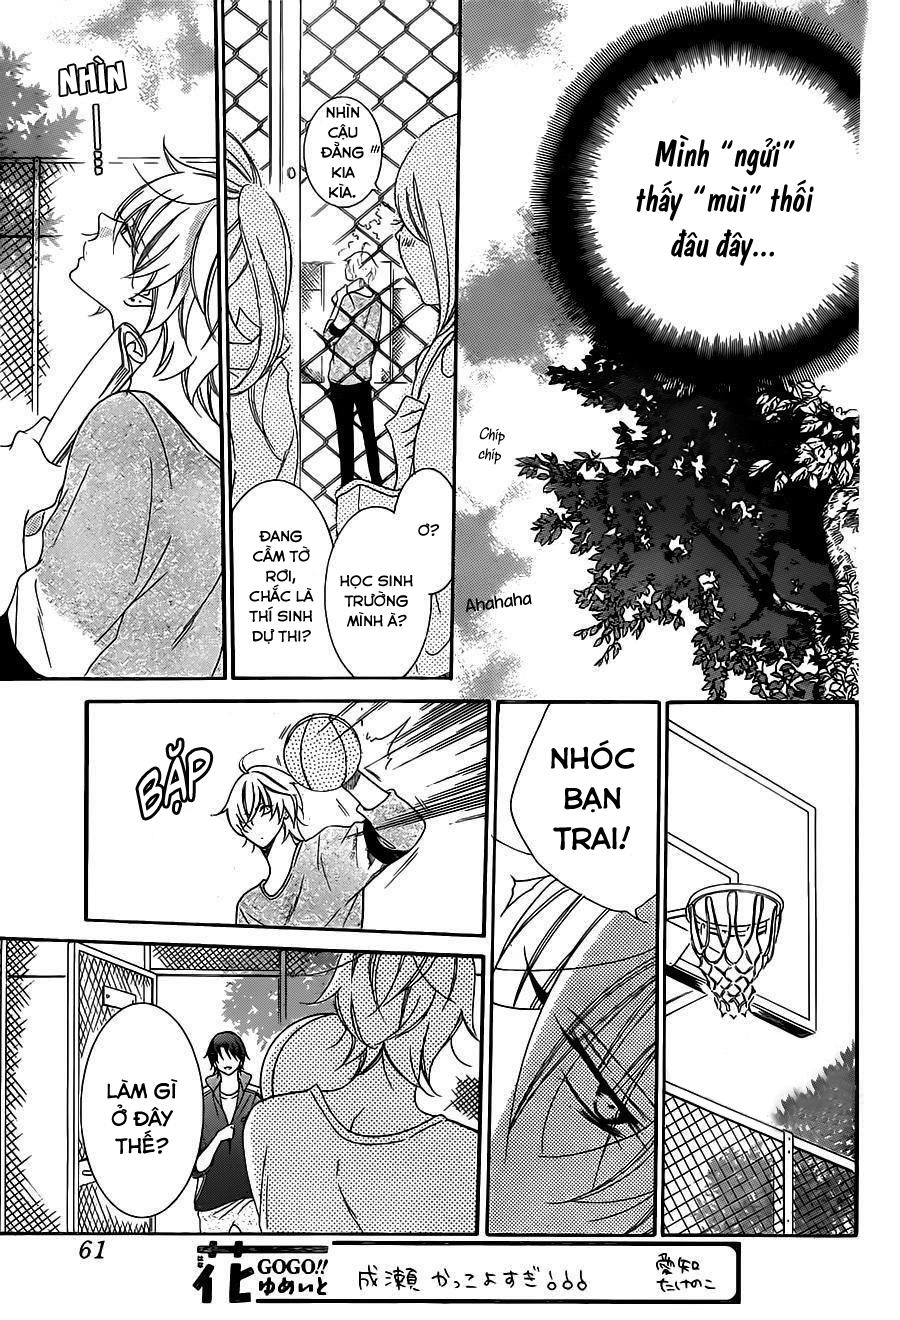 Mình “ngửi”
thấy “mùi” thối
đâu đây...
Chíp
chíp
Ahahaha
NHÌN
CẬU
ĐẲNG
KIA
KÌA.
Ơ?
HỌC SINH
TRƯỜNG
MÌNH À?
ĐANG
CẦM TỜ
RƠI,
CHẮC LÀ
THÍ SINH
DỰ THI?
NHÌN
NHÓC
BẠN
TRAI!
BẶP
LÀM GÌ
Ở ĐÂY
THẾ?
61
花
GOGO!!
ゆめいと
成瀬 かっこよすぎ!!!
愛知
たけのこ